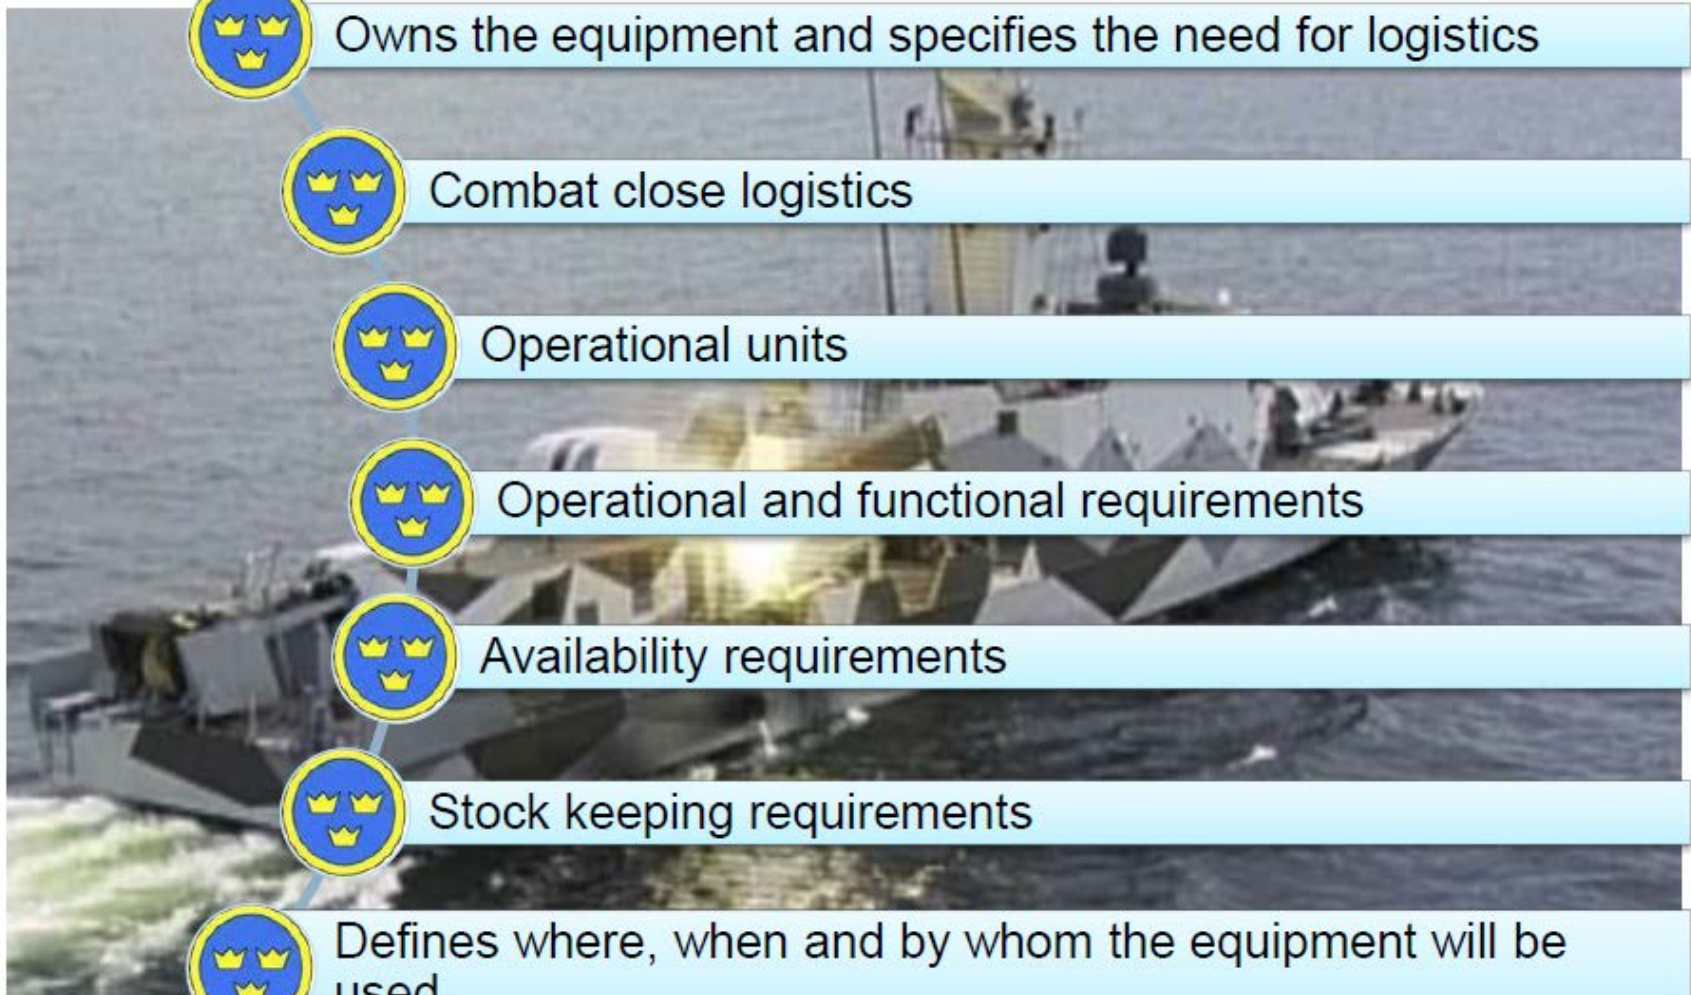 Owns the equipment and specifies the need for logistics
Combat close logistics
Operational units
Operational and functional requirements
Availability requirements
Stock keeping requirements
Defines where, when and by whom the equipment will be
used